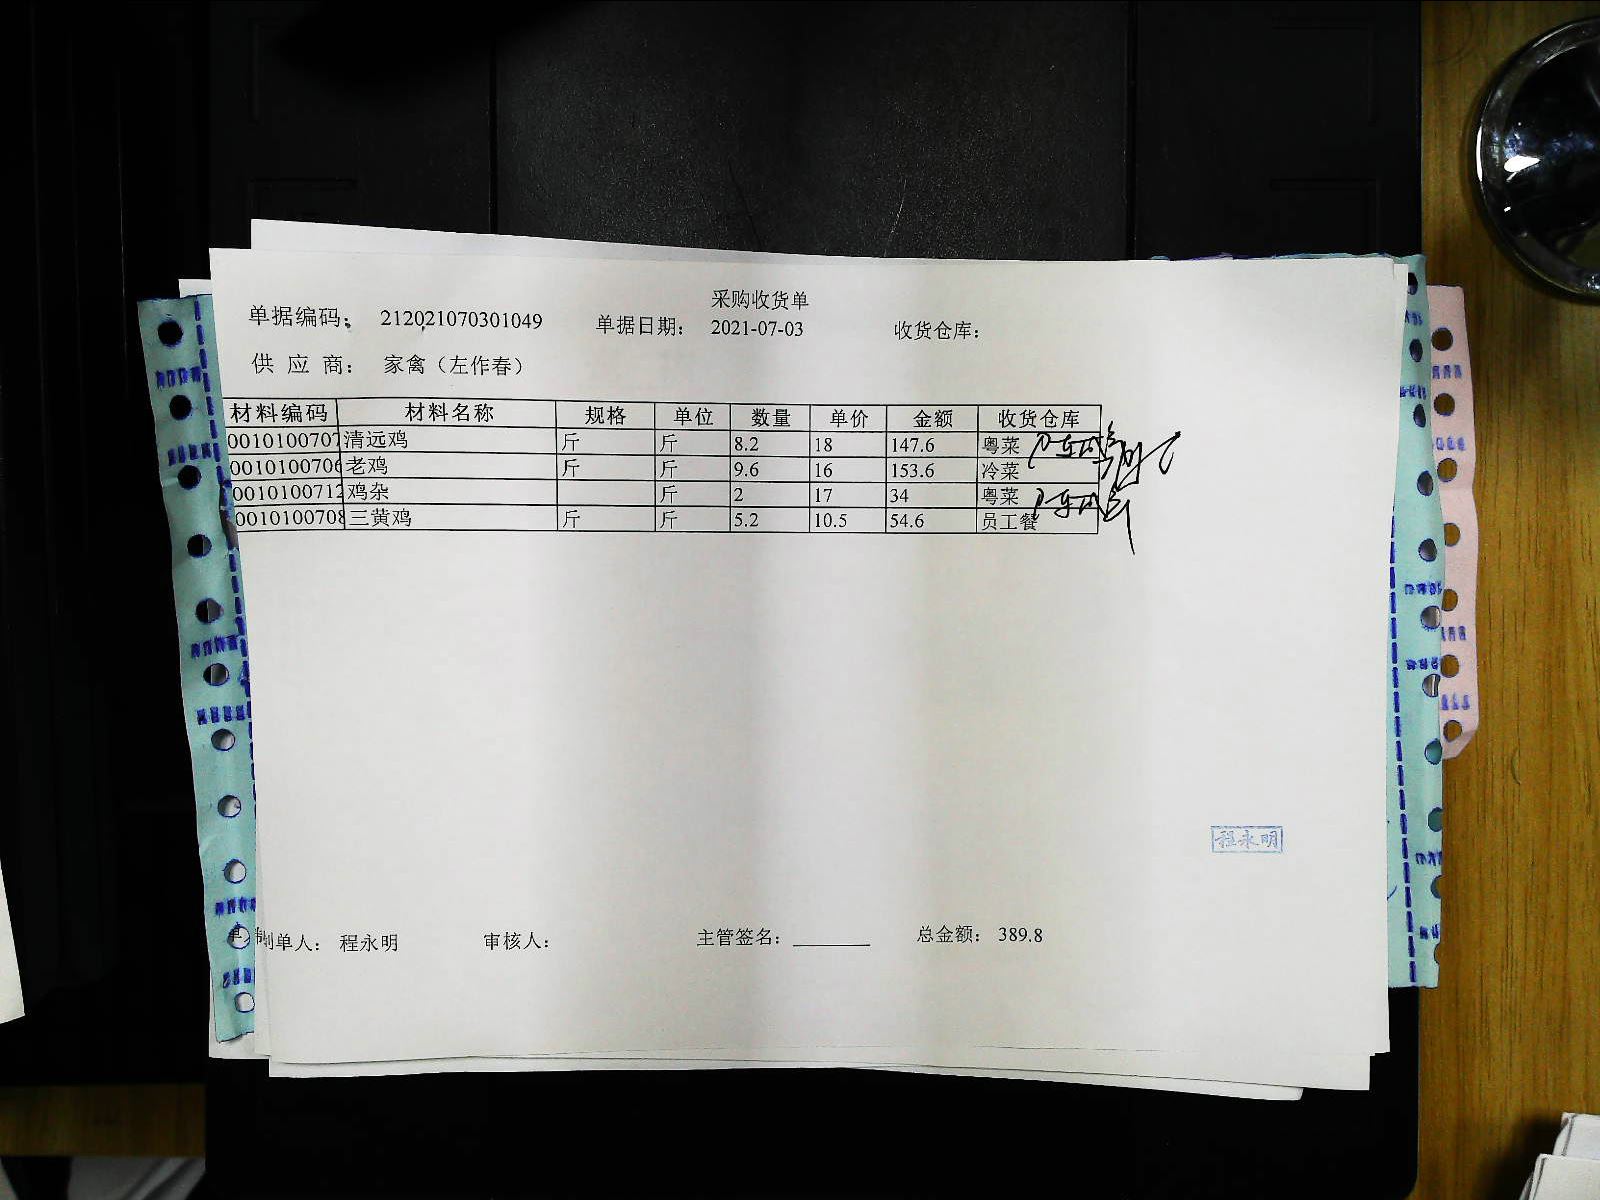 采购收货单
单据编码： 212021070301049 单据日期： 2021-07-03 收货仓库：
供 应 商： 家禽（左作春）
材料编码 材料名称 规格 单位 数量 单价 金额 收货仓库
0010100707 清远鸡 斤 斤 8.2 18 147.6 粤菜
0010100706 老鸡 斤 斤 9.6 16 153.6 冷菜
0010100712 鸡杂 斤 2 17 34 粤菜
0010100708 三黄鸡 斤 斤 5.2 10.5 54.6 员工餐
程永明
制单人： 程永明 审核人： 主管签名： 总金额： 389.8